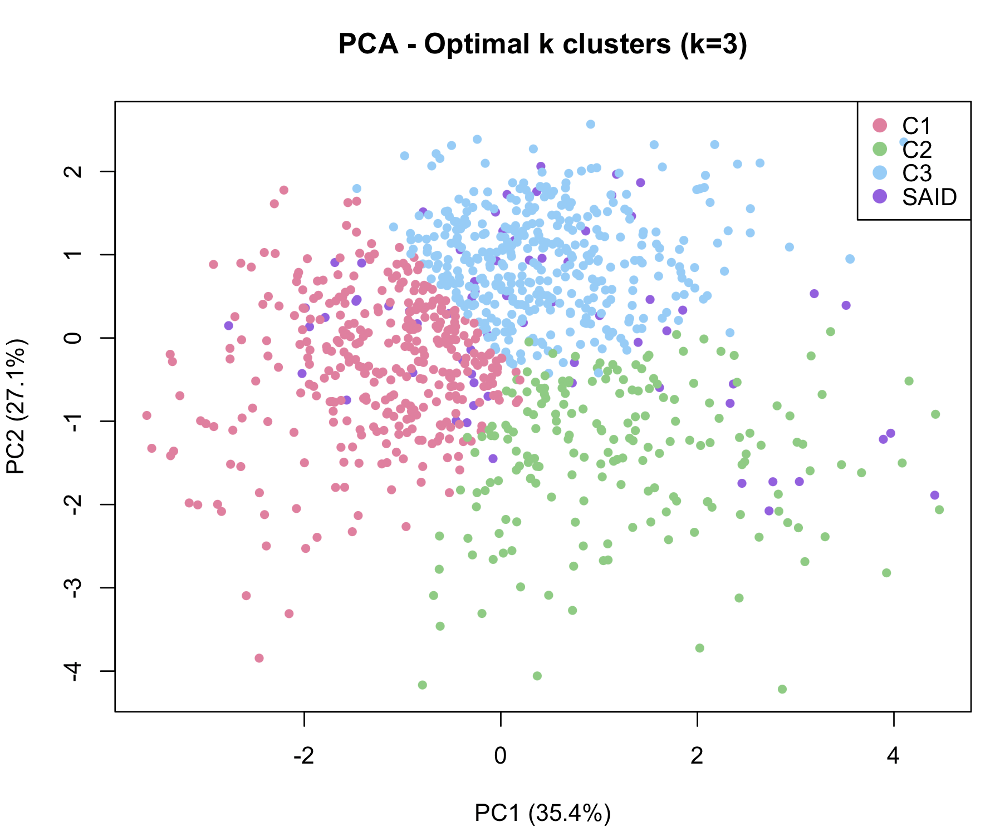 PCA - Optimal k clusters (k=3)
C1
C2
C3
SAID
2
1
0
-1
-2
-3
-4
PC2 (27.1%)
-2
0
2
4
PC1 (35.4%)